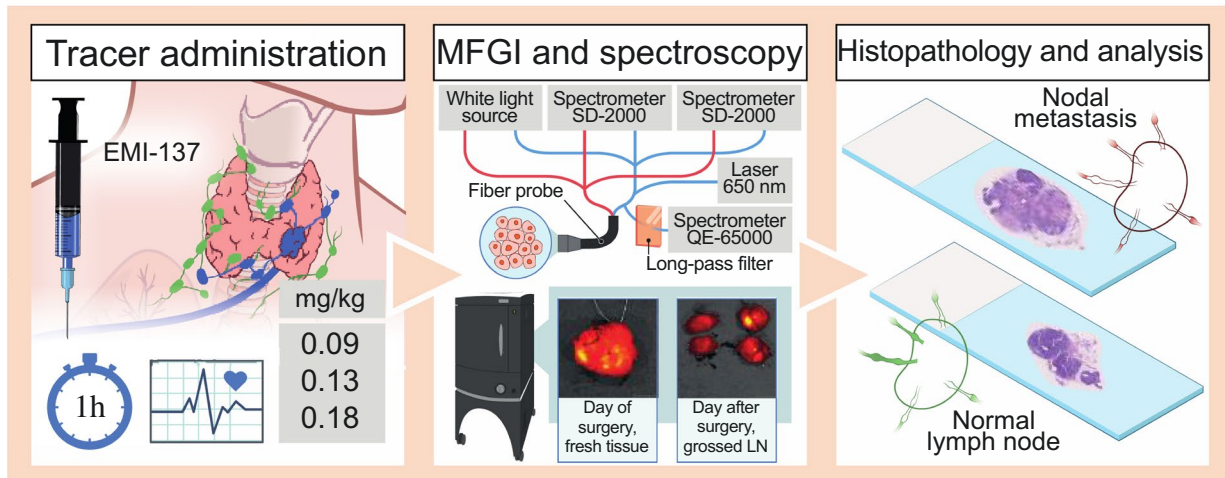 Tracer administration
EMI-137
mg/kg
0.09
0.13
0.18
1h
MFGI and spectroscopy
White light
source
Spectrometer
SD-2000
Spectrometer
SD-2000
Laser
650 nm
Fiber probe
Spectrometer
QE-65000
Long-pass filter
Day of
surgery,
fresh tissue
Day after
surgery,
grossed LN
Histopathology and analysis
Nodal
metastasis
Normal
lymph node